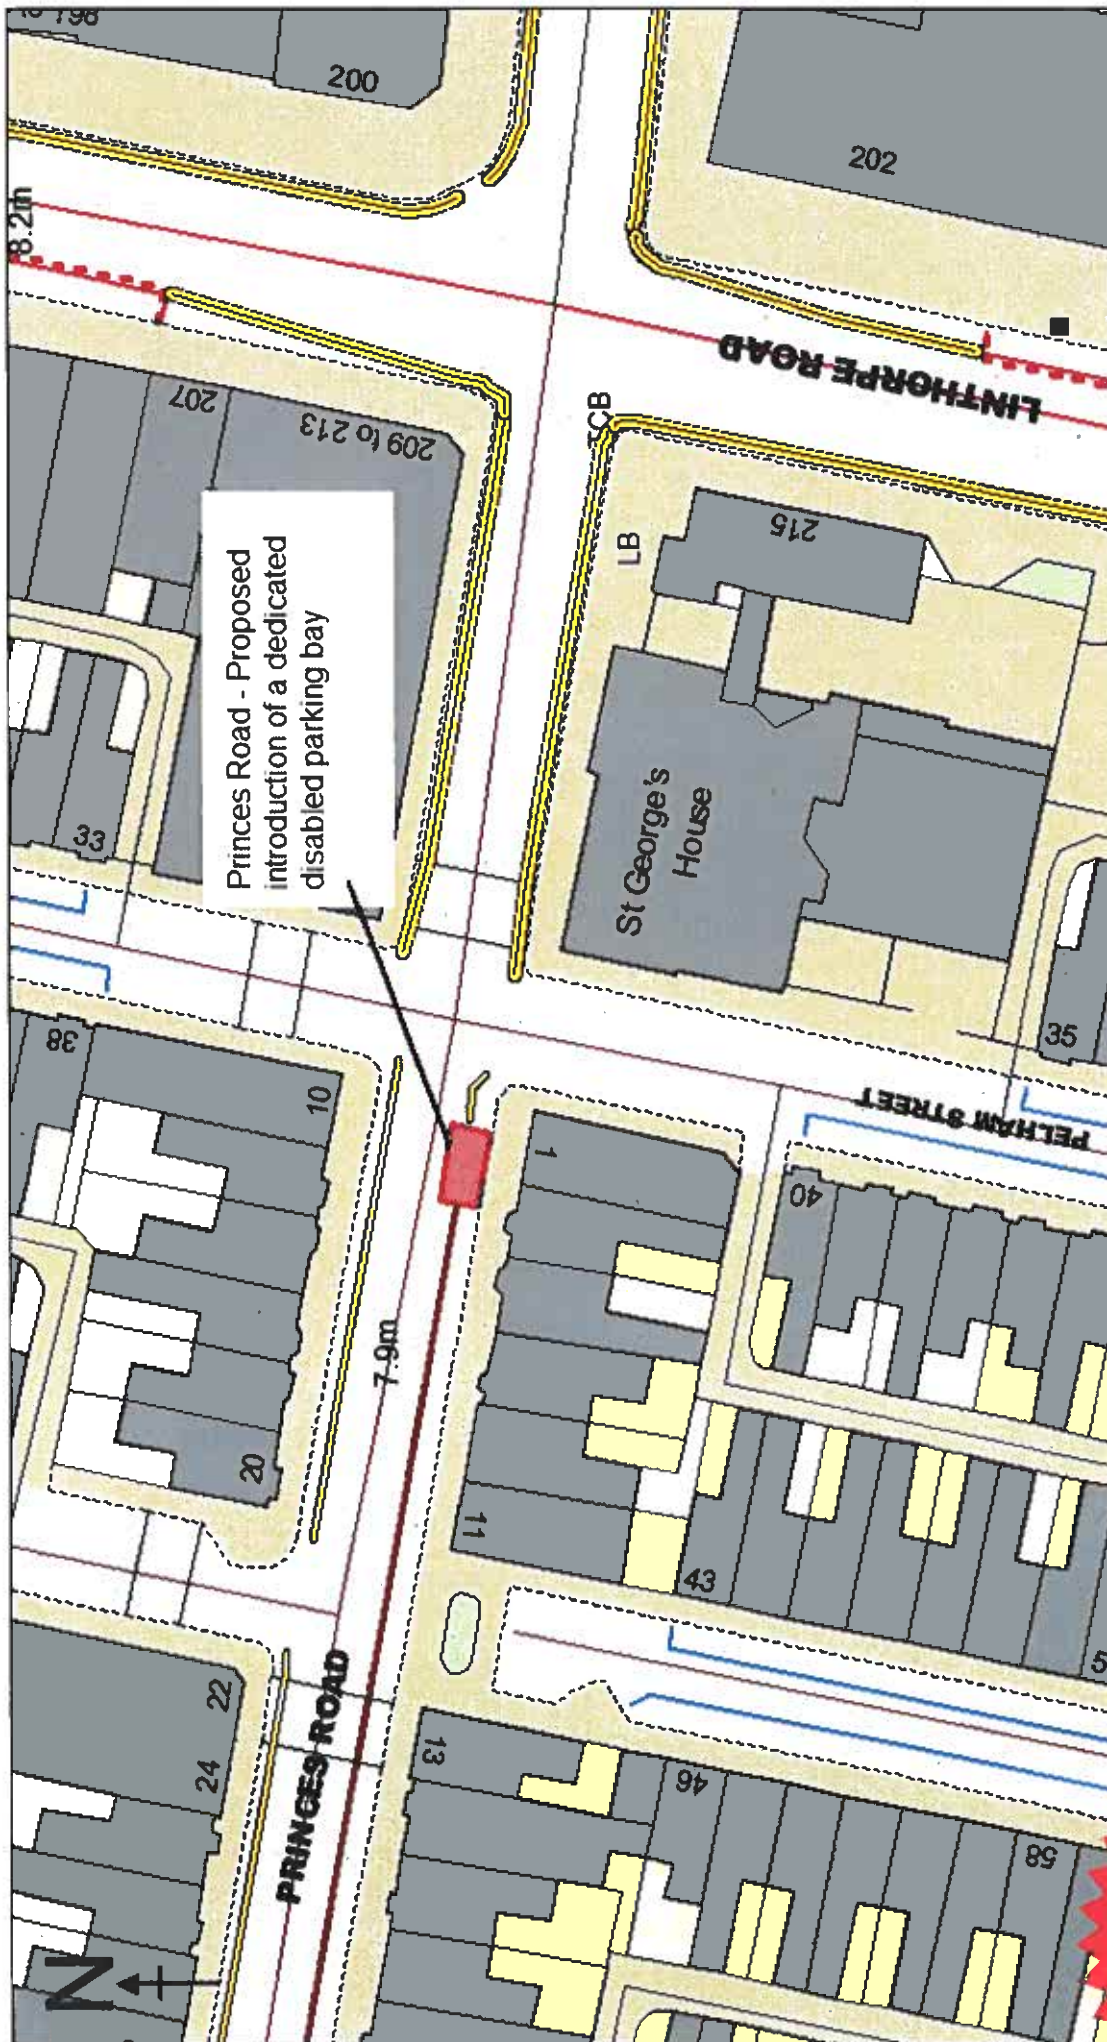 Princes Road - Proposed
introduction of a dedicated
disabled parking bay
N
PRINCES ROAD
LINTHORPE ROAD
PELHAM STREET
St George's
House
198
200
202
8.2m
207
209 to 213
215
TCB
LB
33
35
38
10
20
7.9m
1
11
40
43
22
24
13
46
58
5